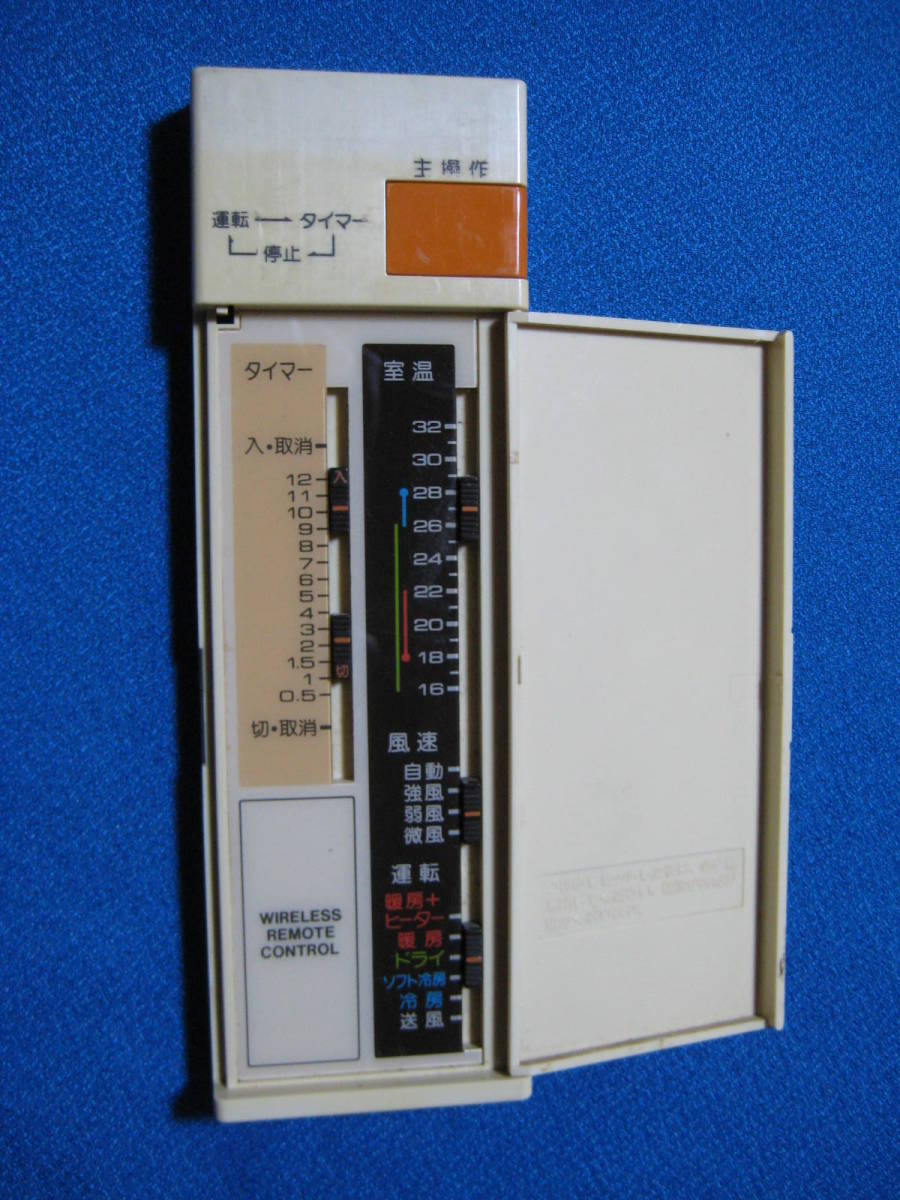 主操作
運転 タイマー
停止
タイマー
入・取消
12
11
10
9
8
7
6
5
4
3
2
1.5
1
0.5
切・取消
入
切
WIRELESS
REMOTE
CONTROL
室温
32
30
28
26
24
22
20
18
16
風速
自動
強風
弱風
微風
運転
暖房+
ヒーター
暖房
ドライ
ソフト冷房
冷房
送風